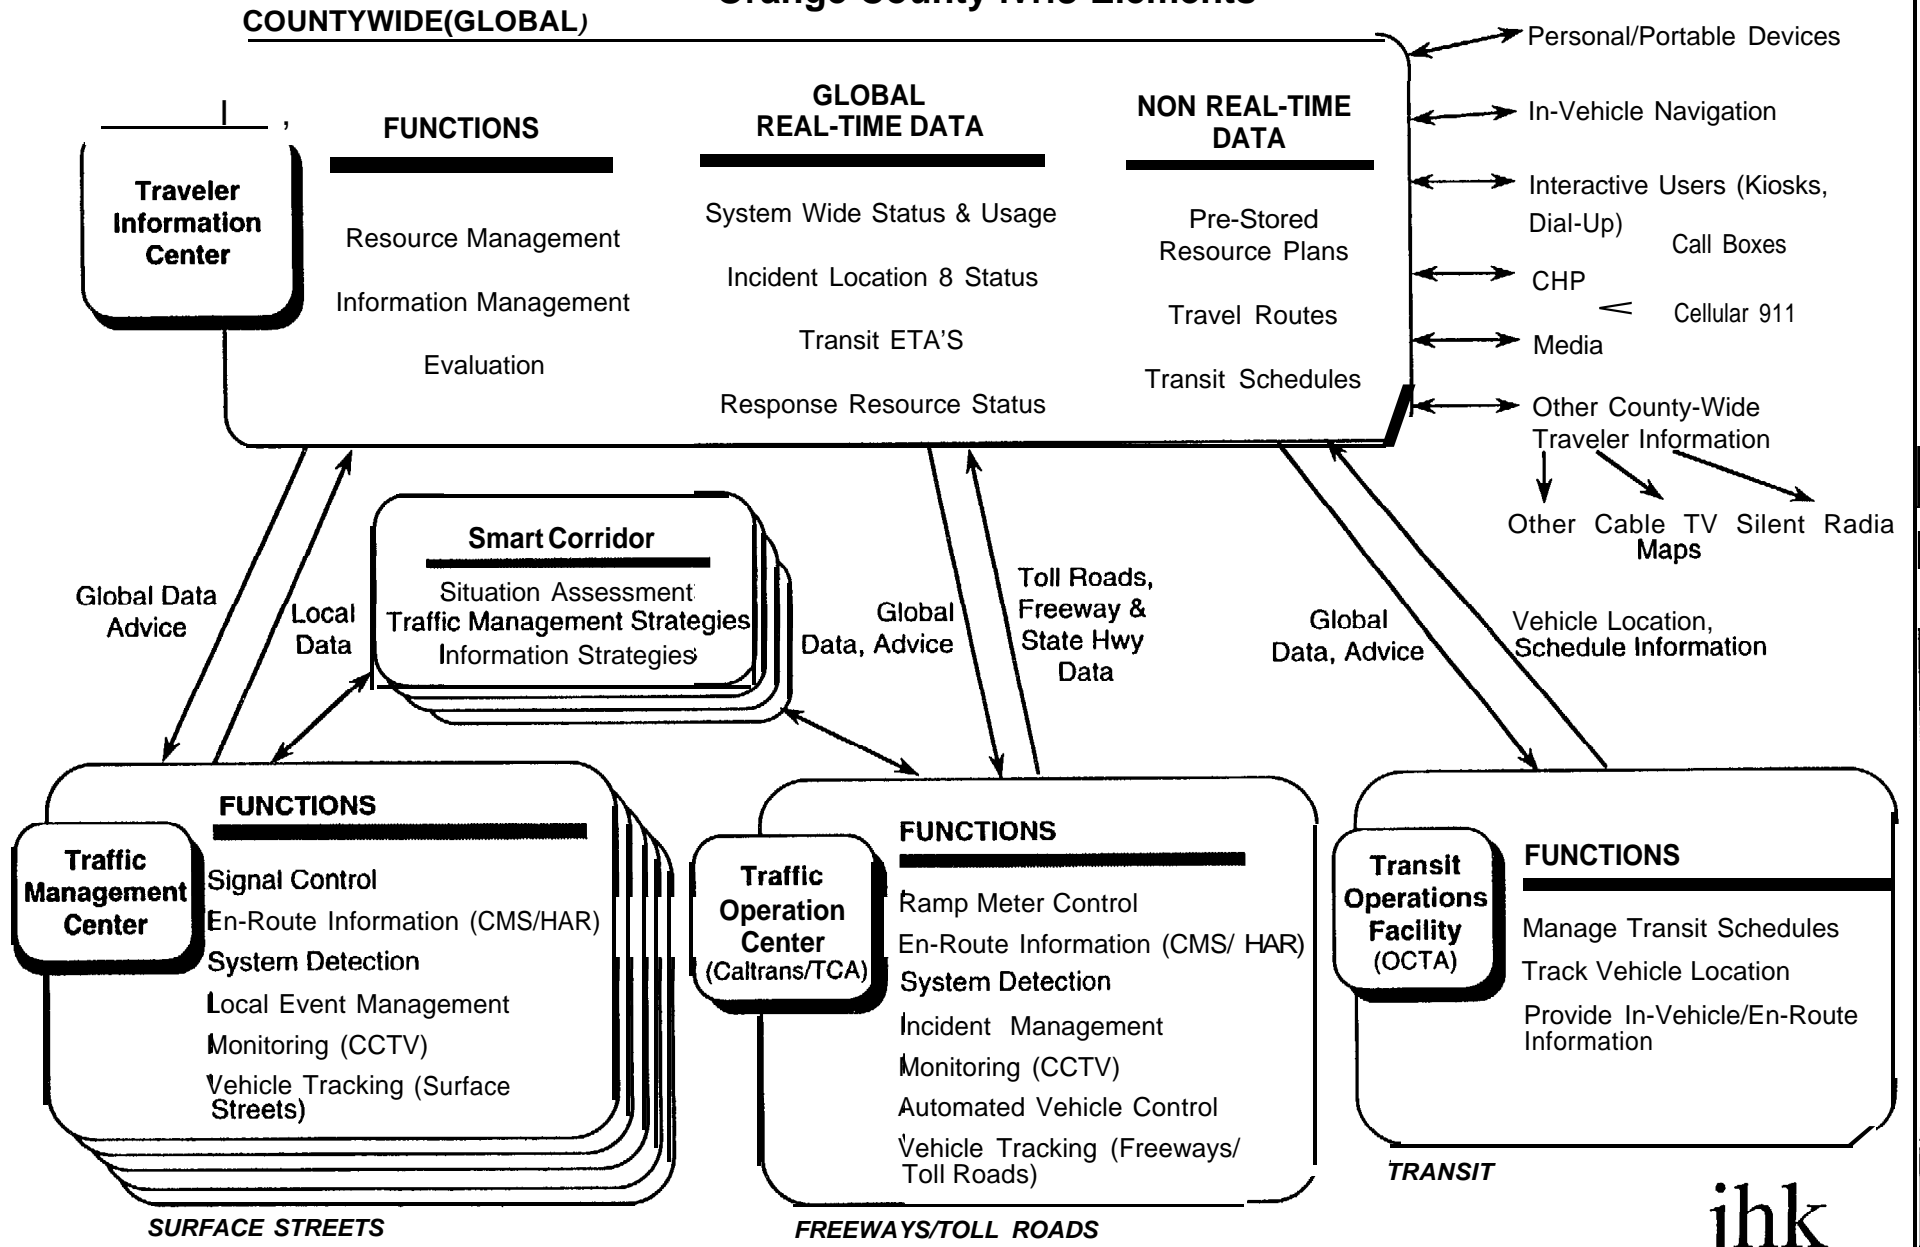 Orange County IVHS Elements
COUNTYWIDE(GLOBAL)
Traveler
Information
Center
FUNCTIONS
Resource Management
Information Management
Evaluation
GLOBAL
REAL-TIME DATA
System Wide Status & Usage
Incident Location 8 Status
Transit ETA'S
Response Resource Status
NON REAL-TIME
DATA
Pre-Stored
Resource Plans
Travel Routes
Transit Schedules
Personal/Portable Devices
In-Vehicle Navigation
Interactive Users (Kiosks,
Dial-Up)
Call Boxes
CHP
Cellular 911
Media
Other County-Wide
Traveler Information
Other Cable TV Silent Radia
Maps
Smart Corridor
Situation Assessment
Traffic Management Strategies
Information Strategies
Global Data
Advice
Local
Data
Global
Data, Advice
Toll Roads,
Freeway &
State Hwy
Data
Global
Data, Advice
Vehicle Location,
Schedule Information
Traffic
Management
Center
FUNCTIONS
Signal Control
En-Route Information (CMS/HAR)
System Detection
Local Event Management
Monitoring (CCTV)
Vehicle Tracking (Surface
Streets)
SURFACE STREETS
Traffic
Operation
Center
(Caltrans/TCA)
FUNCTIONS
Ramp Meter Control
En-Route Information (CMS/ HAR)
System Detection
Incident Management
Monitoring (CCTV)
Automated Vehicle Control
Vehicle Tracking (Freeways/
Toll Roads)
FREEWAYS/TOLL ROADS
Transit
Operations
Facility
(OCTA)
FUNCTIONS
Manage Transit Schedules
Track Vehicle Location
Provide In-Vehicle/En-Route
Information
TRANSIT
jhk